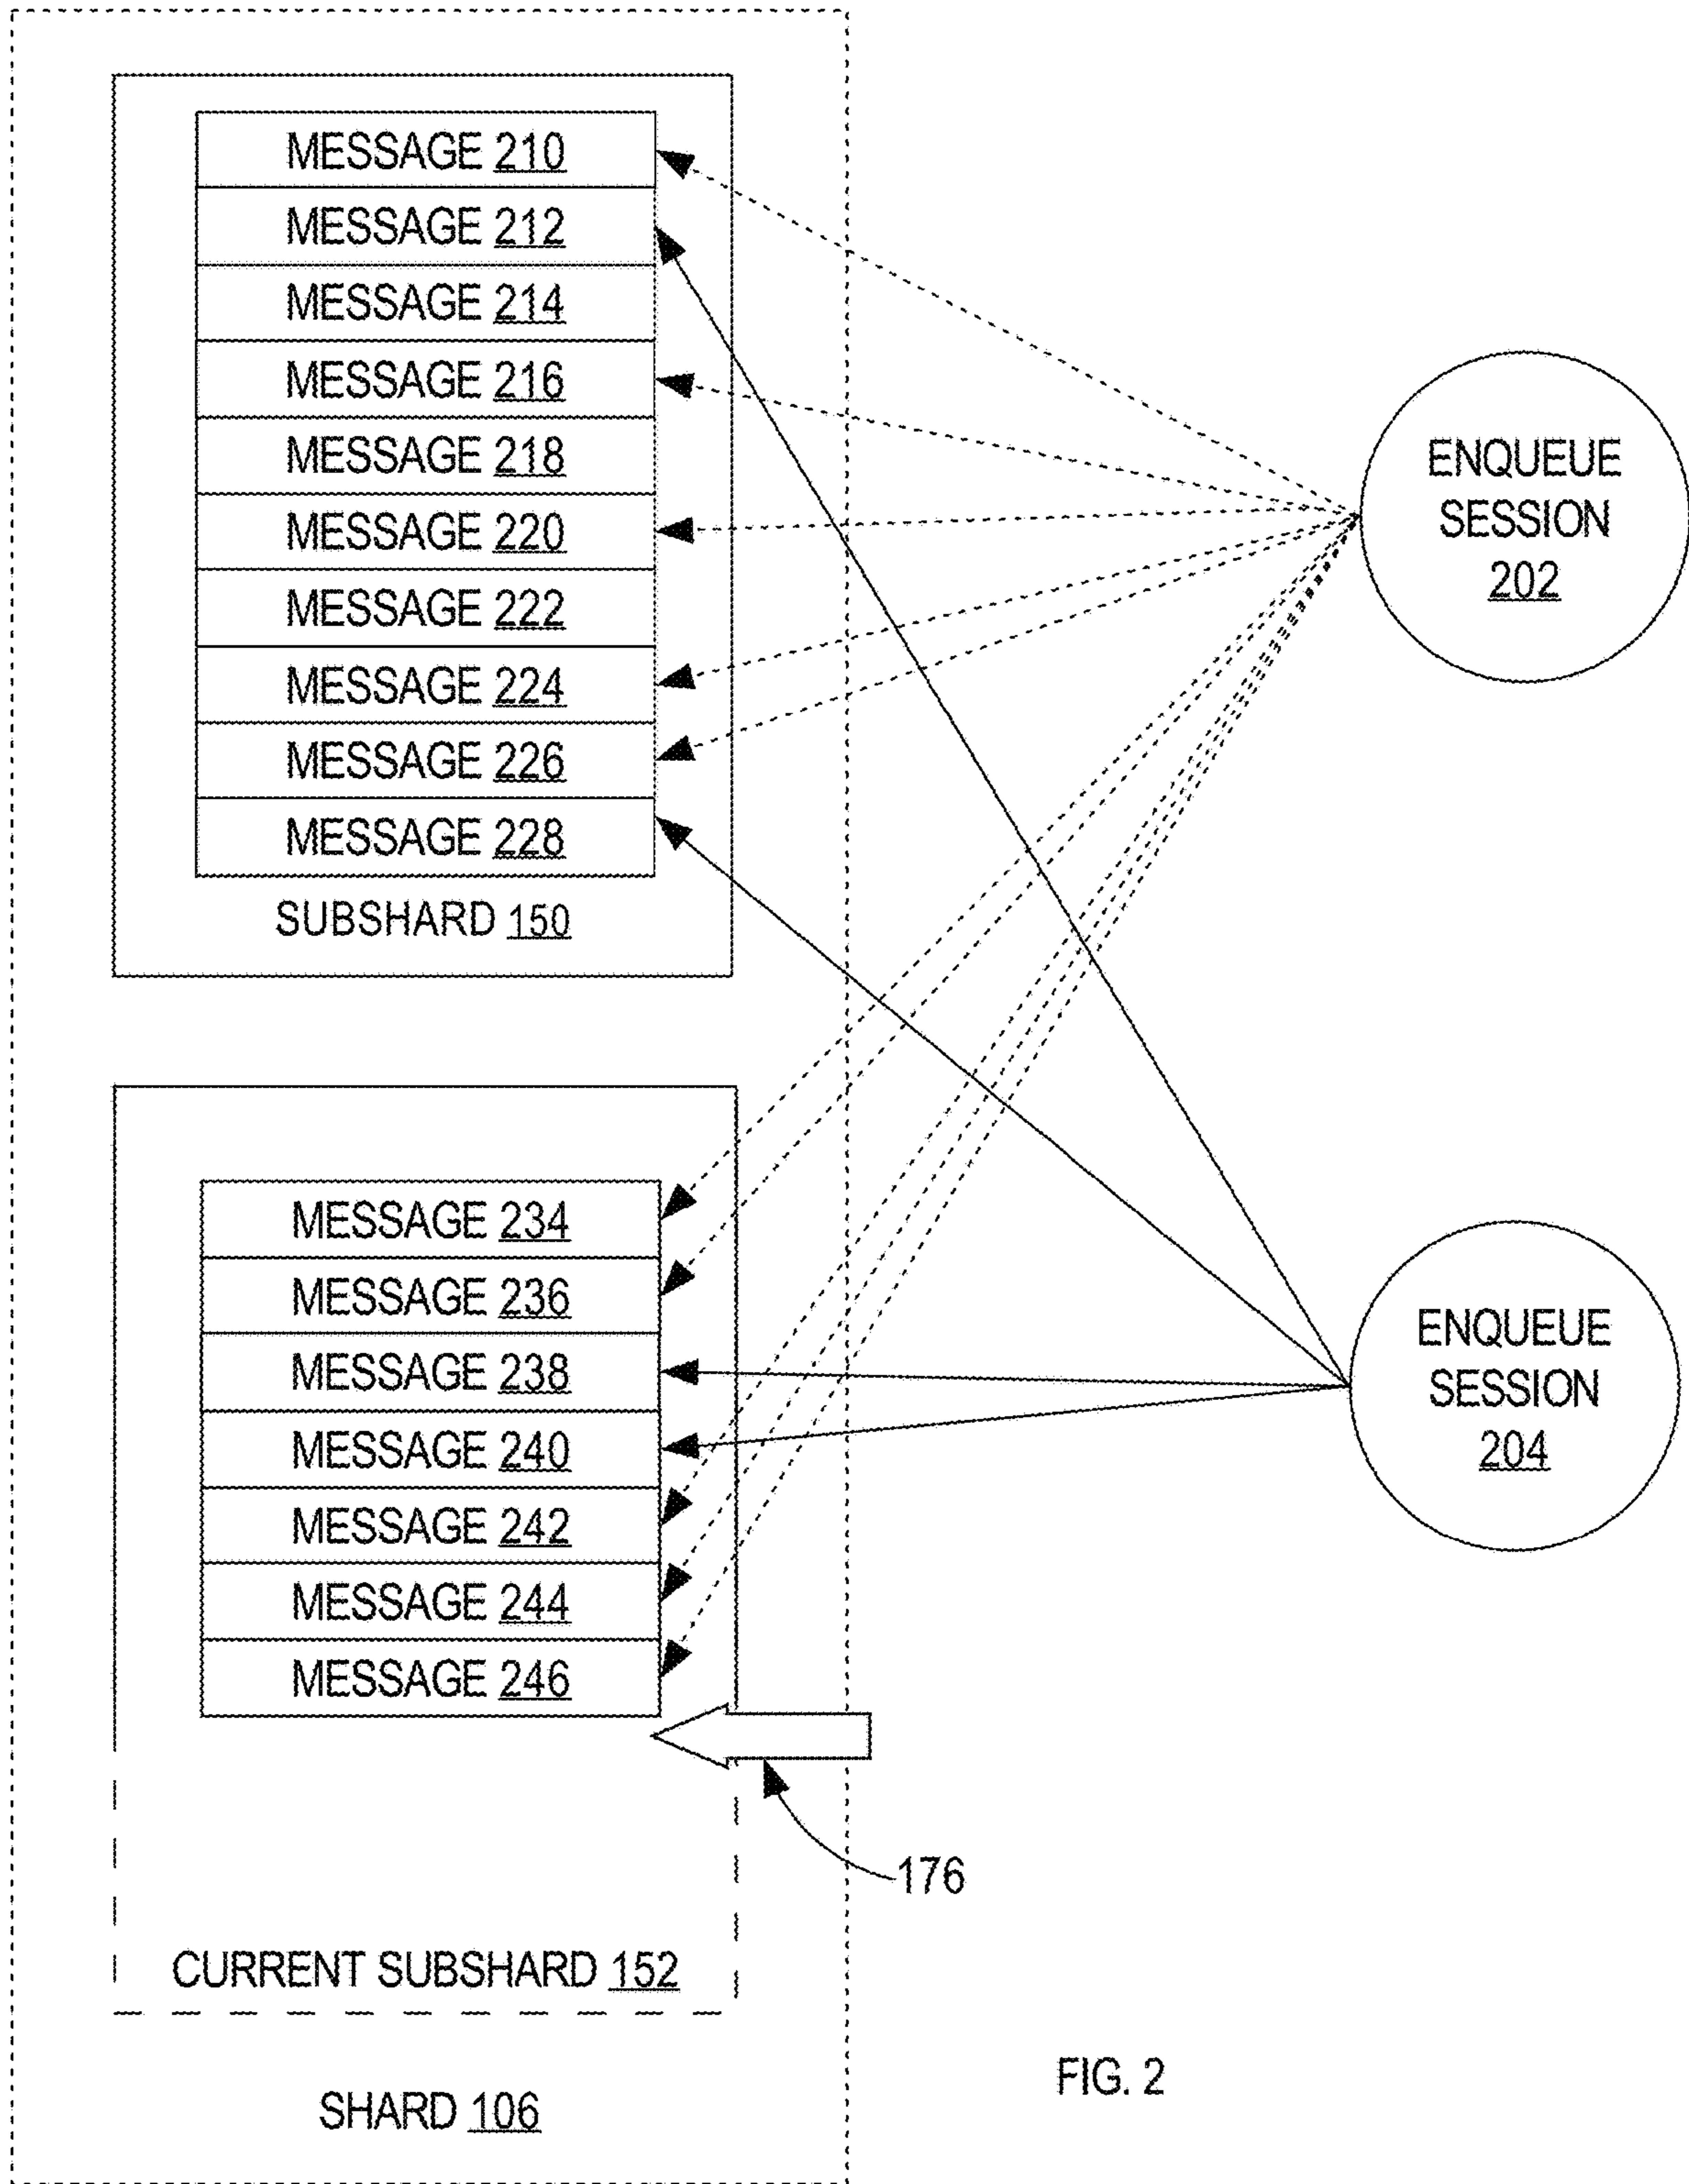 MESSAGE 210
MESSAGE 212
MESSAGE 214
MESSAGE 216
MESSAGE 218
MESSAGE 220
MESSAGE 222
MESSAGE 224
MESSAGE 226
MESSAGE 228
SUBSHARD 150
ENQUEUE
SESSION
202
MESSAGE 234
MESSAGE 236
MESSAGE 238
MESSAGE 240
MESSAGE 242
MESSAGE 244
MESSAGE 246
ENQUEUE
SESSION
204
176
CURRENT SUBSHARD 152
SHARD 106
FIG. 2